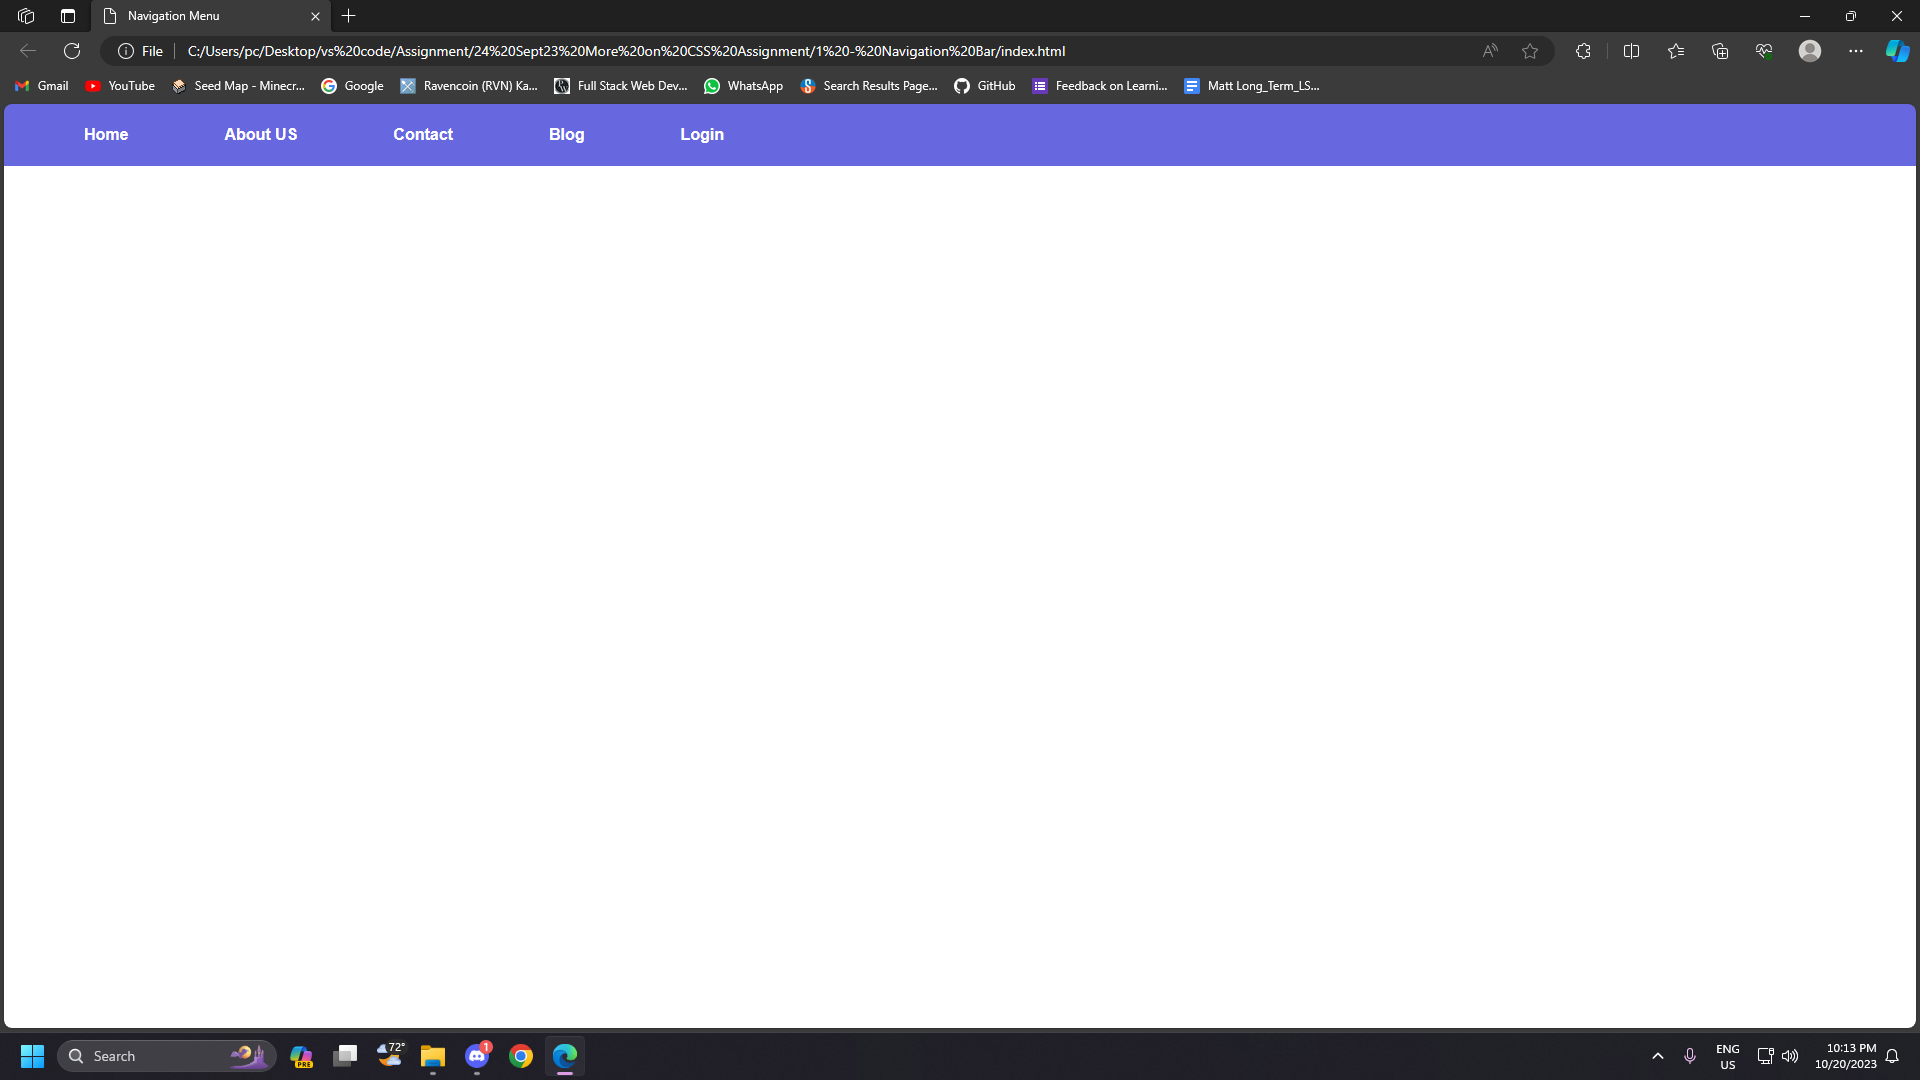 Navigation Menu
File C:/Users/pc/Desktop/vs%20code/Assignment/24%20Sept23%20More%20on%20CSS%20Assignment/1%20-%20Navigation%20Bar/index.html
Gmail YouTube Seed Map - Minecr... Google Ravencoin (RVN) Ka... Full Stack Web Dev... WhatsApp Search Results Page... GitHub Feedback on Learni... Matt Long_Term_LS...
Home About US Contact Blog Login
Search PRE 72° 1 ENG US 10:13 PM 10/20/2023